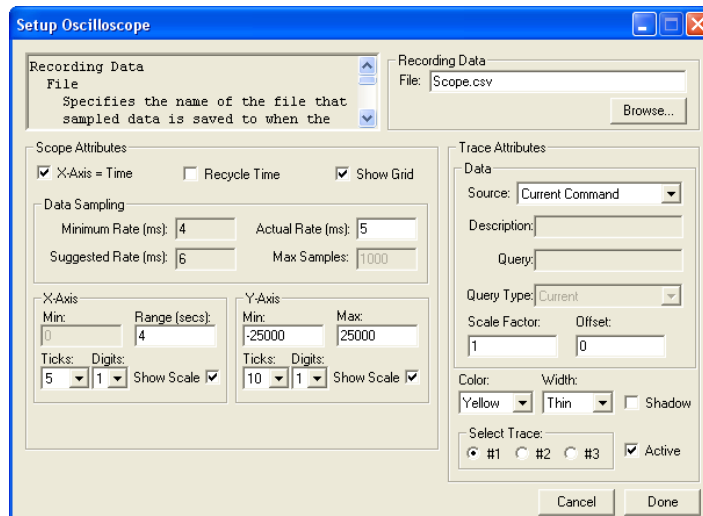 Setup Oscilloscope
Recording Data
File
Specifies the name of the file that
sampled data is saved to when the
Recording Data
File: Scope.csv
Browse...
Scope Attributes
X-Axis = Time Recycle Time Show Grid
Data Sampling
Minimum Rate (ms): 4 Actual Rate (ms): 5
Suggested Rate (ms): 6 Max Samples: 1000
X-Axis
Min: Range (secs):
0 4
Ticks: Digits:
5 1 Show Scale
Y-Axis
Min: Max:
-25000 25000
Ticks: Digits:
10 1 Show Scale
Trace Attributes
Data
Source: Current Command
Description:
Query:
Query Type: Current
Scale Factor: Offset:
1 0
Color: Width:
Yellow Thin Shadow
Select Trace:
#1 #2 #3 Active
Cancel Done